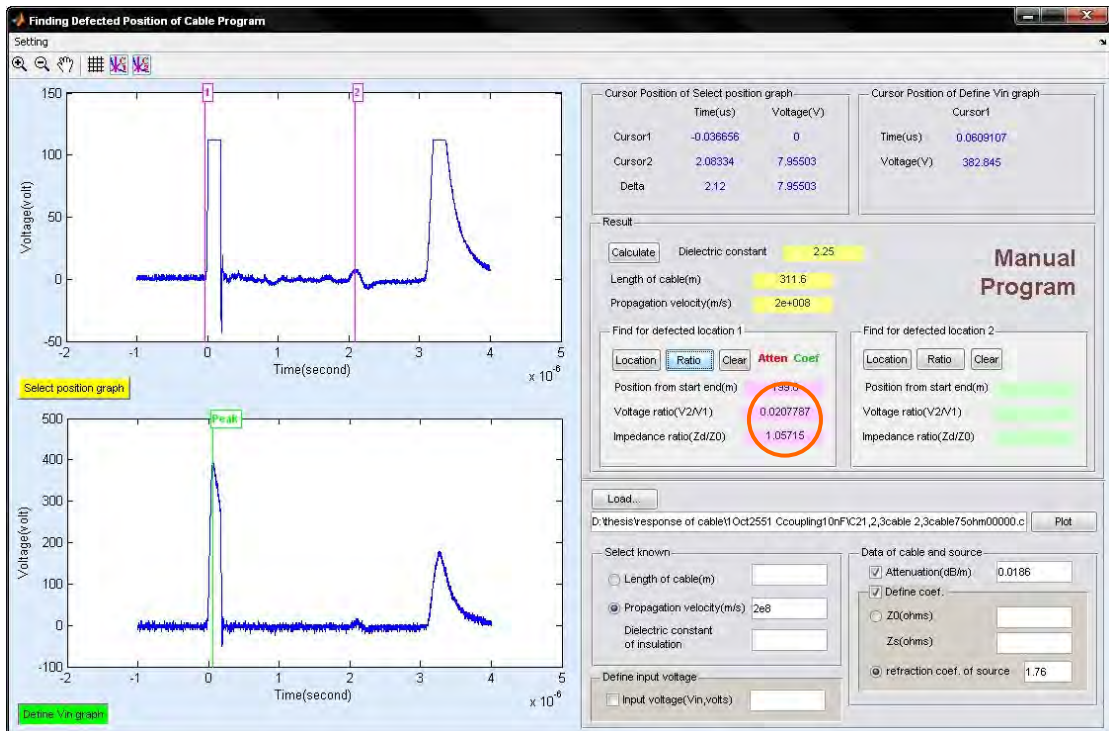 Finding Defected Position of Cable Program
Setting
150
100
50
0
-50
-2 -1 0 1 2 3 4 5
Time(second)
x 10^-6
Voltage(volt)
1 2
Select position graph
500
400
300
200
100
0
-100
-2 -1 0 1 2 3 4 5
Time(second)
x 10^-6
Voltage(volt)
Peak
Define Vin graph
Cursor Position of Select position graph
Time(us) Voltage(V)
Cursor1 -0.036656 0
Cursor2 2.08334 7.95503
Delta 2.12 7.95503
Cursor Position of Define Vin graph
Cursor1
Time(us) 0.0609107
Voltage(V) 382.845
Result
Calculate Dielectric constant 2.25
Length of cable(m) 311.6
Propagation velocity(m/s) 2e+008
Manual
Program
Find for defected location 1
Location Ratio Clear Atten Coef
Position from start end(m)
Voltage ratio(V2/V1) 0.0207787
Impedance ratio(Zd/Z0) 1.05715
Find for defected location 2
Location Ratio Clear
Position from start end(m)
Voltage ratio(V2/V1)
Impedance ratio(Zd/Z0)
Load...
D:\thesis\response of cable\1Oct2551 Ccoupling10nF\C21,2,3cable 2,3cable75ohm00000.c Plot
Select known
Length of cable(m)
Propagation velocity(m/s) 2e8
Dielectric constant
of insulation
Define input voltage
Input voltage(Vin,volts)
Data of cable and source
Attenuation(dB/m) 0.0186
Define coef.
Z0(ohms)
Zs(ohms)
refraction coef. of source 1.76